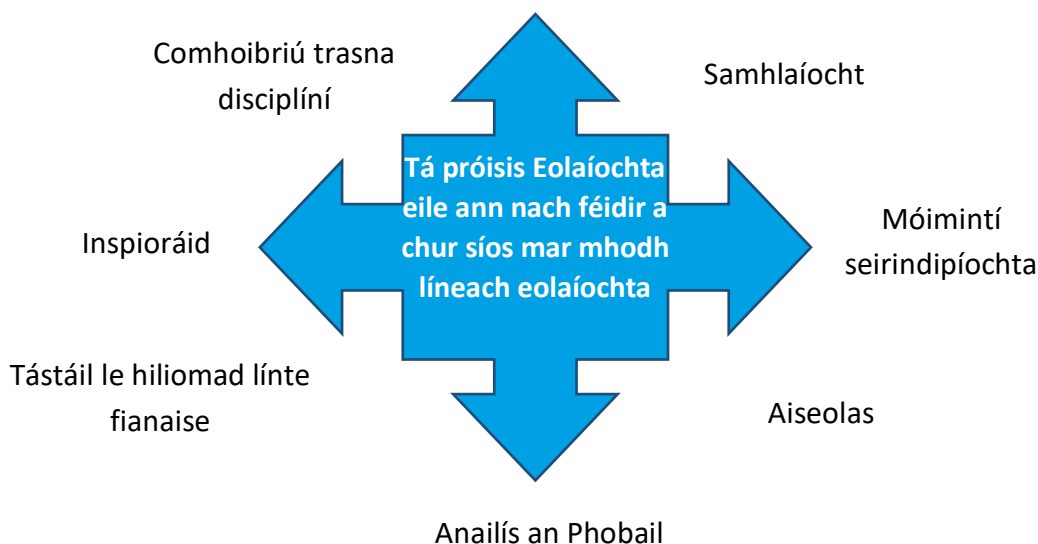 Comhoibriú trasna
disciplíní
Samhlaíocht
Tá próisis Eolaíochta
eile ann nach féidir a
chur síos mar mhodh
líneach eolaíochta
Inspioráid
Móimintí
seirindipíochta
Tástáil le hiliomad línte
fianaise
Aiseolas
Anailís an Phobail